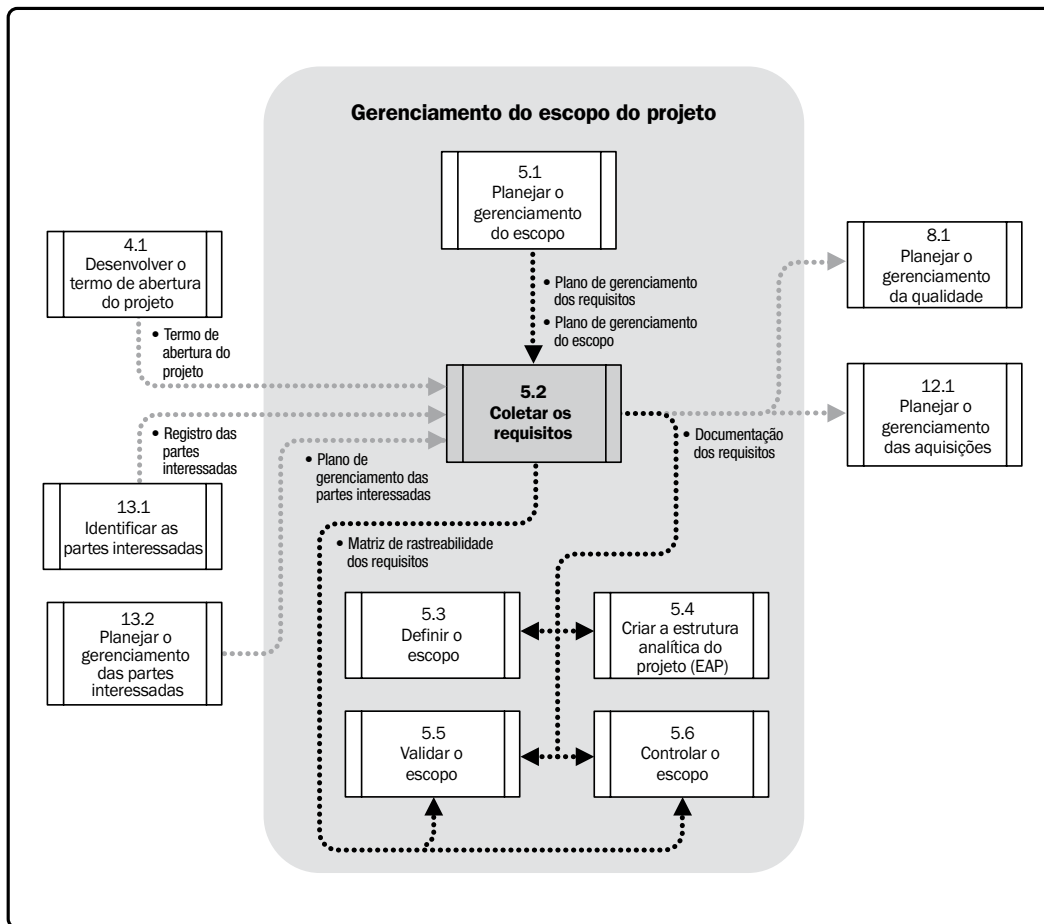 Gerenciamento do escopo do projeto
5.1
Planejar o
gerenciamento
do escopo
4.1
Desenvolver o
termo de abertura
do projeto
8.1
Planejar o
gerenciamento
da qualidade
• Plano de gerenciamento
dos requisitos
• Plano de gerenciamento
do escopo
• Termo de
abertura do
projeto
5.2
Coletar os
requisitos
12.1
Planejar o
gerenciamento
das aquisições
• Registro das
partes
interessadas
• Plano de
gerenciamento das
partes interessadas
• Documentação
dos requisitos
13.1
Identificar as
partes interessadas
• Matriz de rastreabilidade
dos requisitos
13.2
Planejar o
gerenciamento
das partes
interessadas
5.3
Definir o
escopo
5.4
Criar a estrutura
analítica do
projeto (EAP)
5.5
Validar o
escopo
5.6
Controlar o
escopo